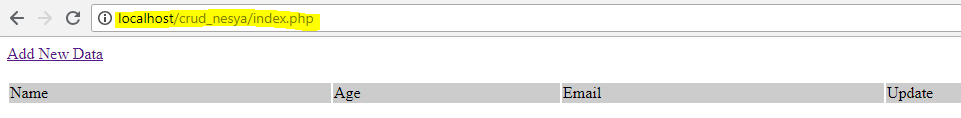 localhost/crud_nesya/index.php
Add New Data
Name Age Email Update